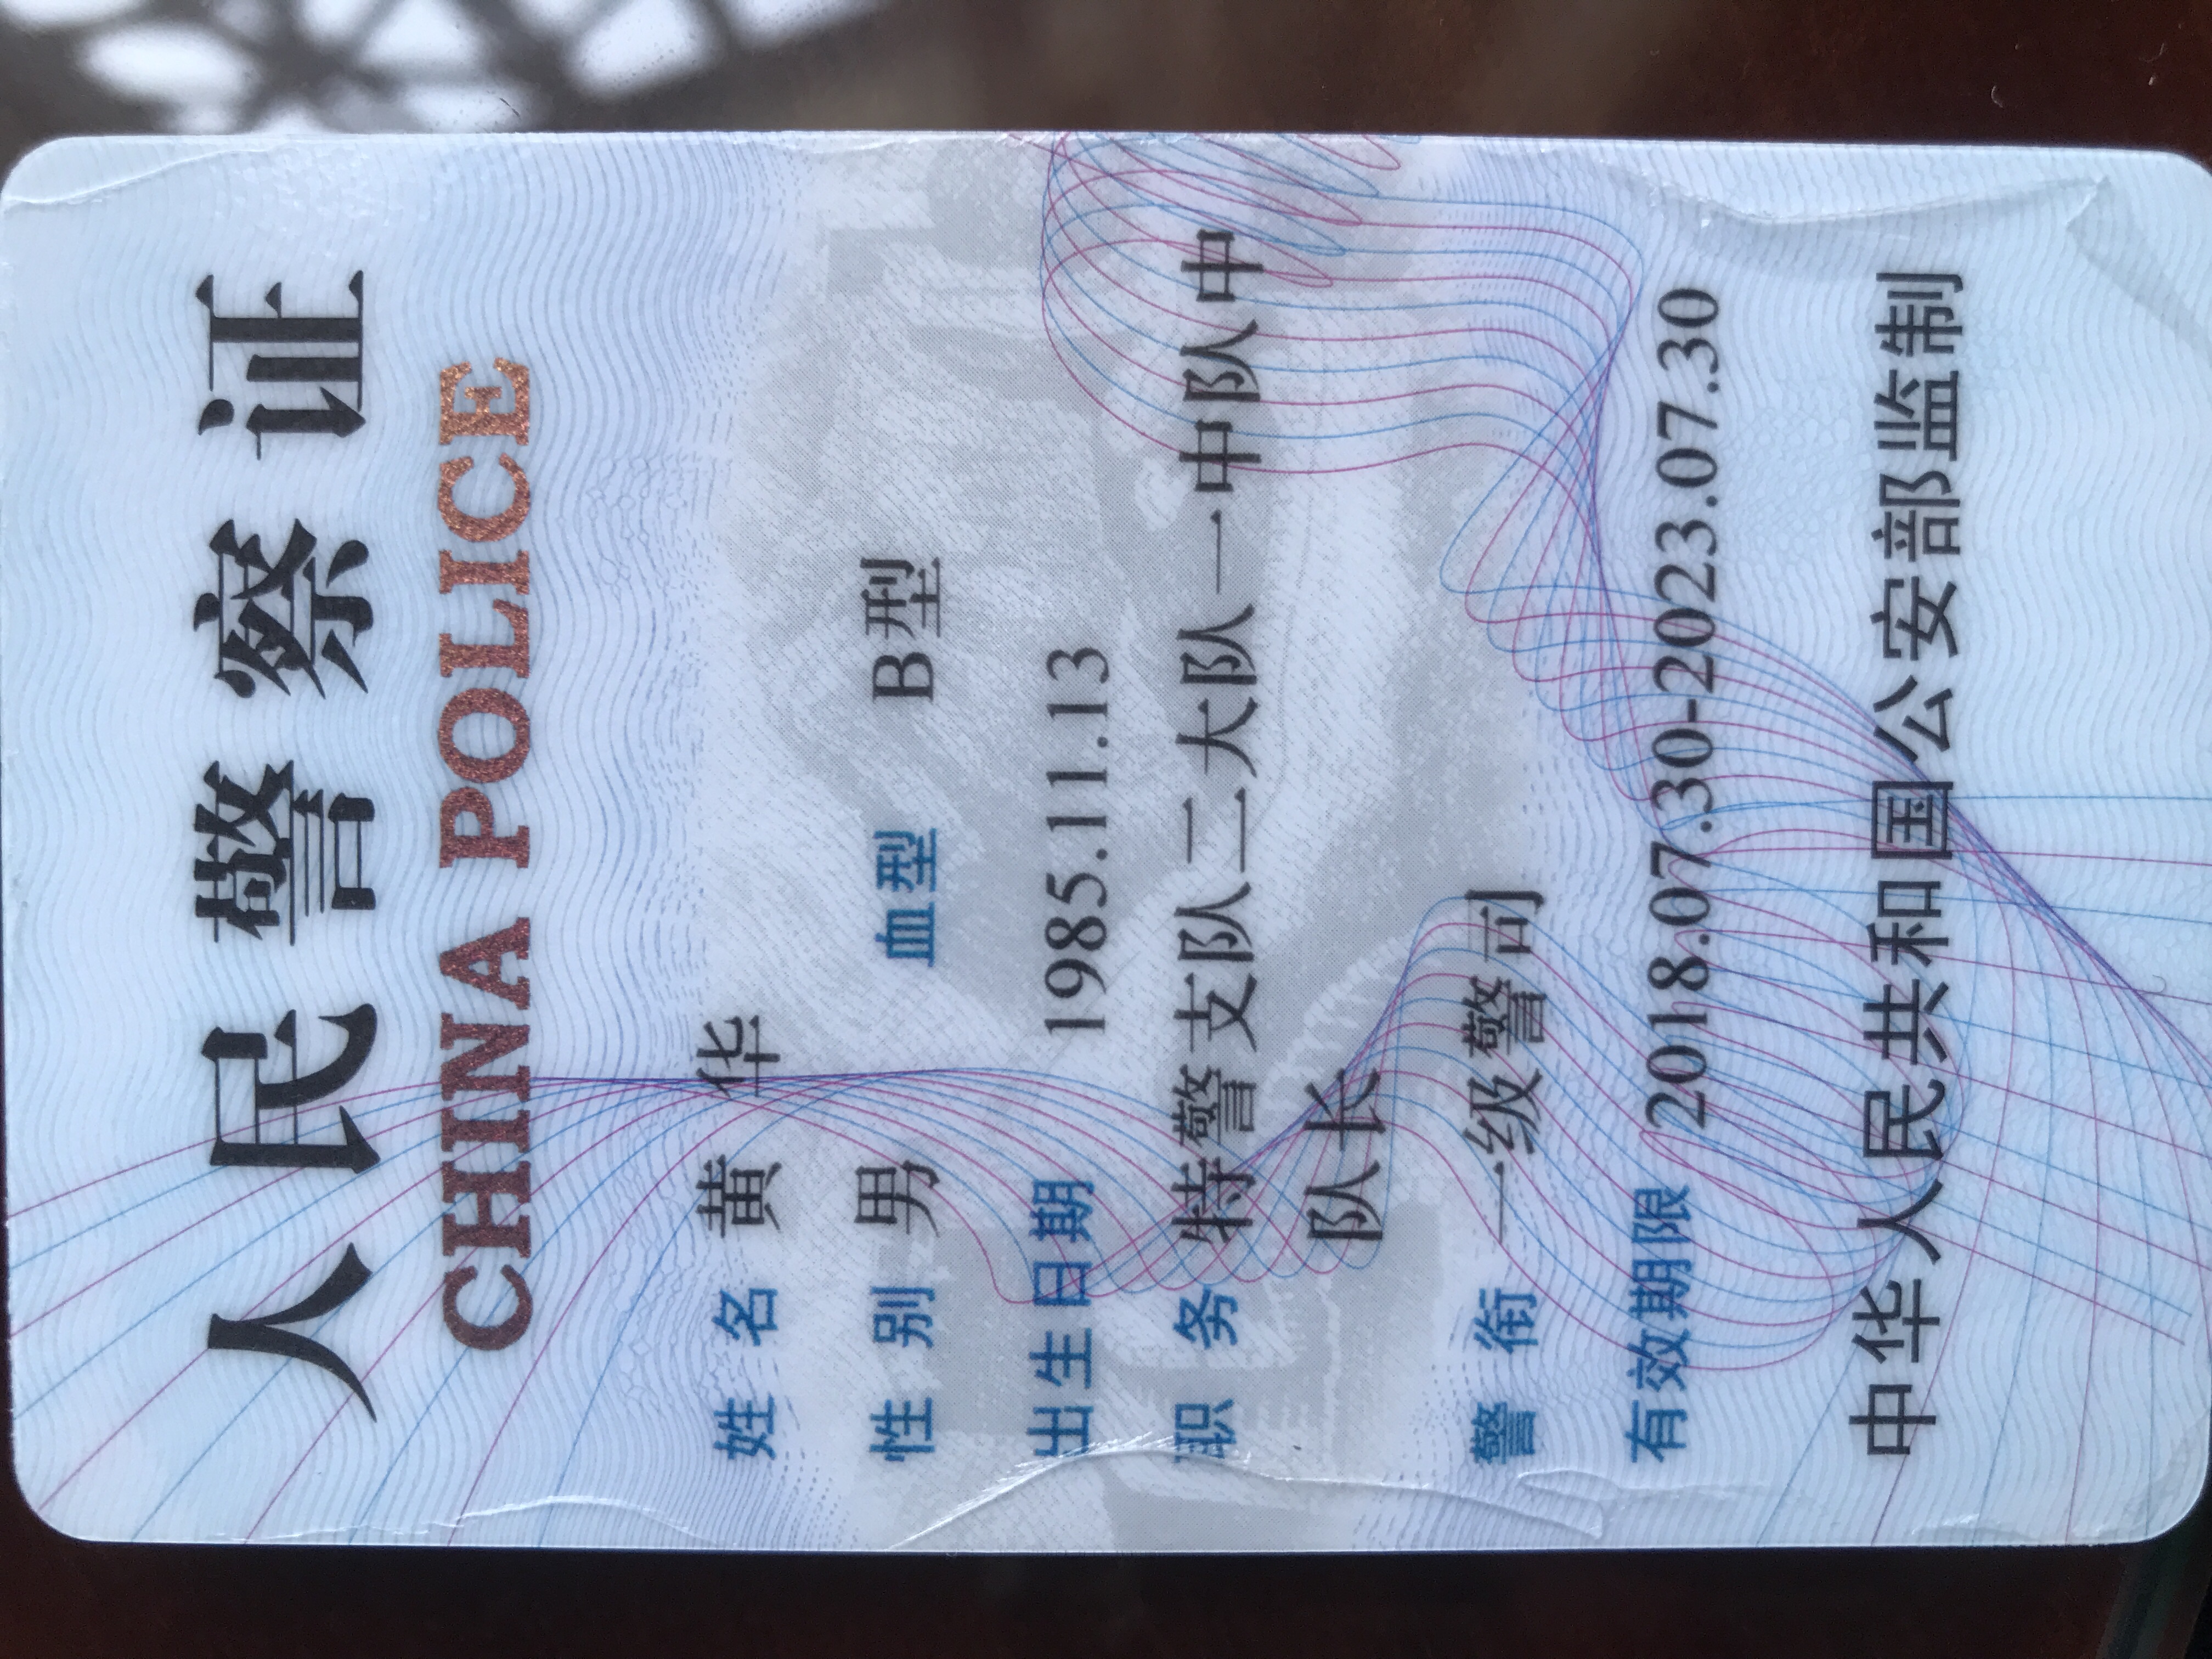 人民警察证
CHINA POLICE
姓名 黄华
性别 男 血型 B型
出生日期 1985.11.13
职务 特警支队二大队一中队中
队长
警衔 一级警司
有效期限 2018.07.30-2023.07.30
中华人民共和国公安部监制